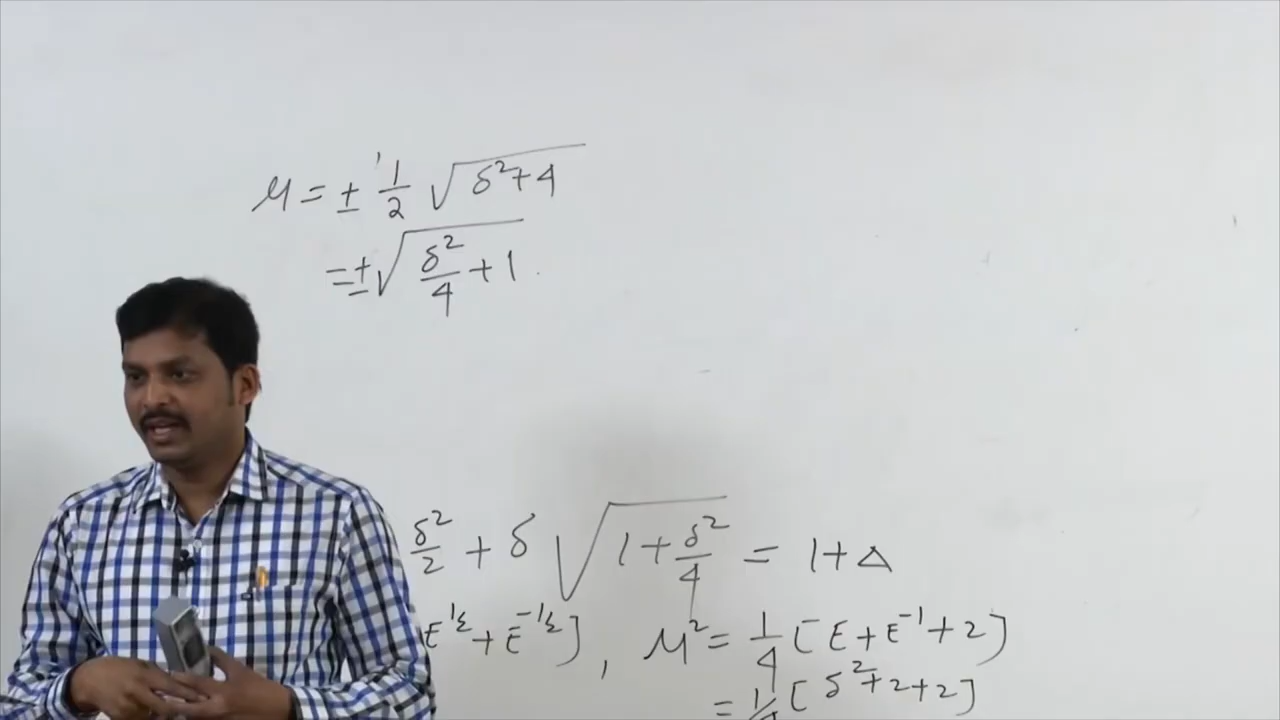 μ = ± 1/2 √(δ²+4)
= ± √(δ²/4 + 1)
δ²/2 + δ √(1 + δ²/4) = 1 + Δ
E^½ + E^-½ ] , μ² = 1/4 [ E + E⁻¹ + 2 ]
= 1/4 [ δ² + 2 + 2 ]